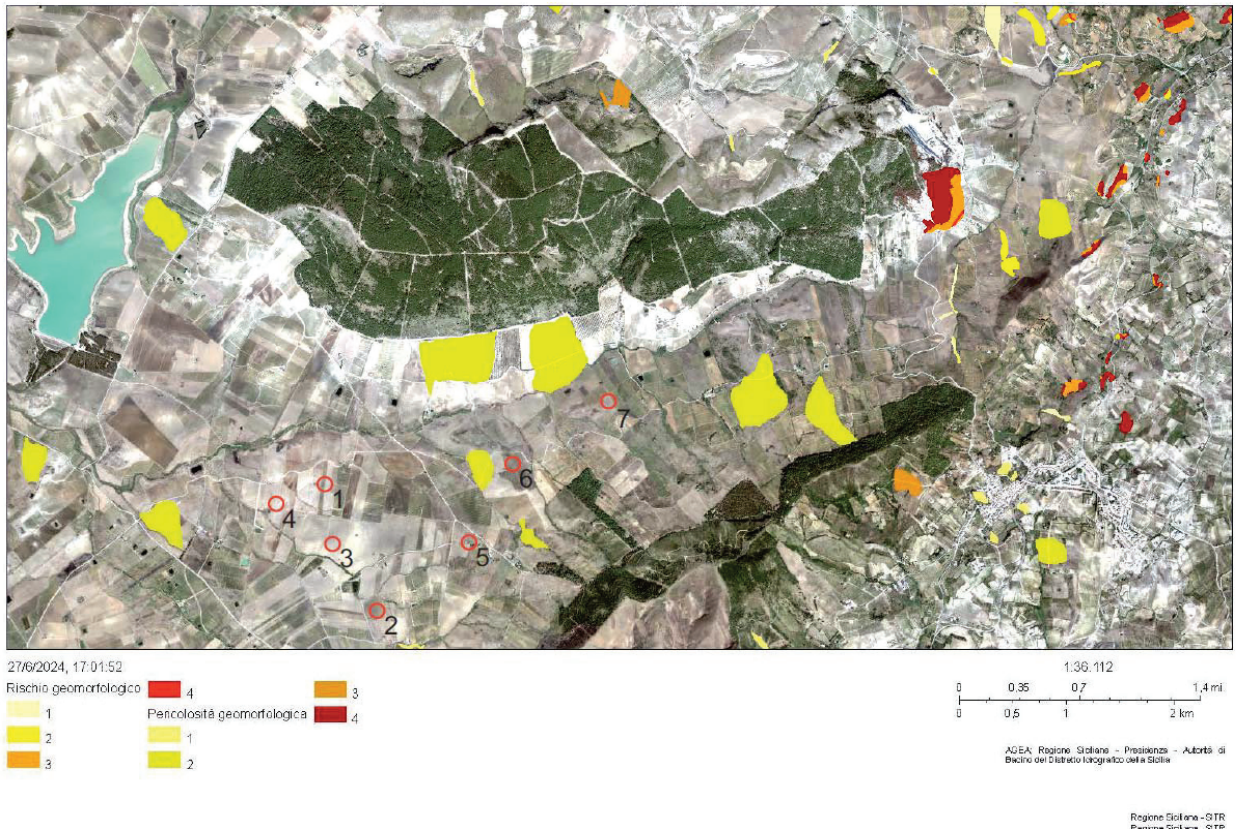 7
6
1
4
3
5
2
27/6/2024, 17:01:52
Rischio geomorfologico
1
2
3
4
Pericolosità geomorfologica
1
2
3
4
1:36.112
0 0,35 0,7 1,4 mi
0 0,5 1 2 km
AGEA; Regione Siciliana - Presidenza - Autorità di
Bacino del Distretto Idrografico della Sicilia
Regione Siciliana - SITR
Regione Siciliana - SITR